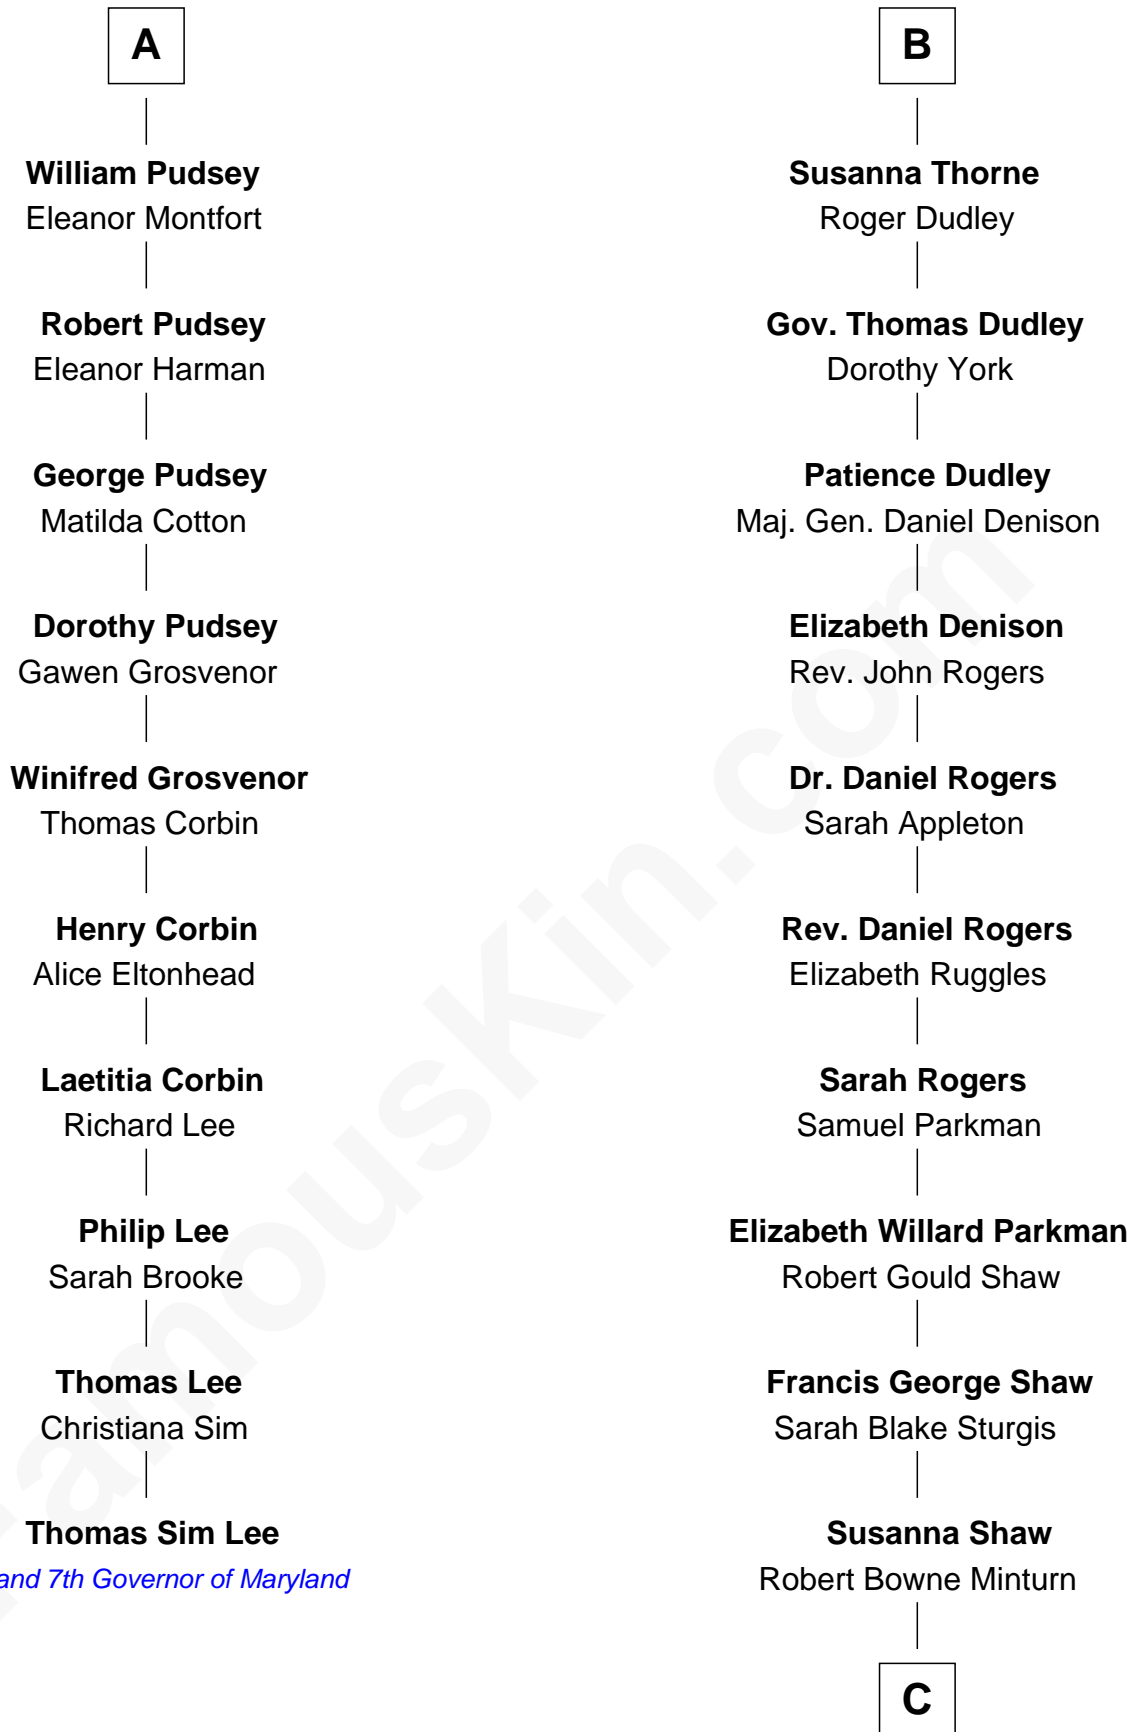 A
William Pudsey
Eleanor Montfort
Robert Pudsey
Eleanor Harman
George Pudsey
Matilda Cotton
Dorothy Pudsey
Gawen Grosvenor
Winifred Grosvenor
Thomas Corbin
Henry Corbin
Alice Eltonhead
Laetitia Corbin
Richard Lee
Philip Lee
Sarah Brooke
Thomas Lee
Christiana Sim
Thomas Sim Lee
and 7th Governor of Maryland
B
Susanna Thorne
Roger Dudley
Gov. Thomas Dudley
Dorothy York
Patience Dudley
Maj. Gen. Daniel Denison
Elizabeth Denison
Rev. John Rogers
Dr. Daniel Rogers
Sarah Appleton
Rev. Daniel Rogers
Elizabeth Ruggles
Sarah Rogers
Samuel Parkman
Elizabeth Willard Parkman
Robert Gould Shaw
Francis George Shaw
Sarah Blake Sturgis
Susanna Shaw
Robert Bowne Minturn
C
FamousKin.com